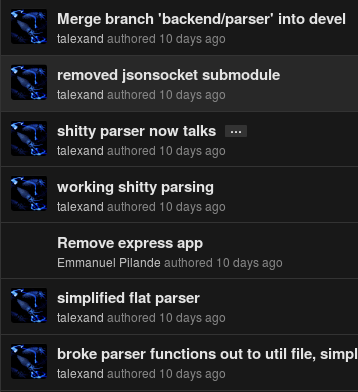 Merge branch 'backend/parser' into devel
talexand authored 10 days ago
removed jsonsocket submodule
talexand authored 10 days ago
shitty parser now talks ...
talexand authored 10 days ago
working shitty parsing
talexand authored 10 days ago
Remove express app
Emmanuel Pilande authored 10 days ago
simplified flat parser
talexand authored 10 days ago
broke parser functions out to util file, simpl
talexand authored 10 days ago